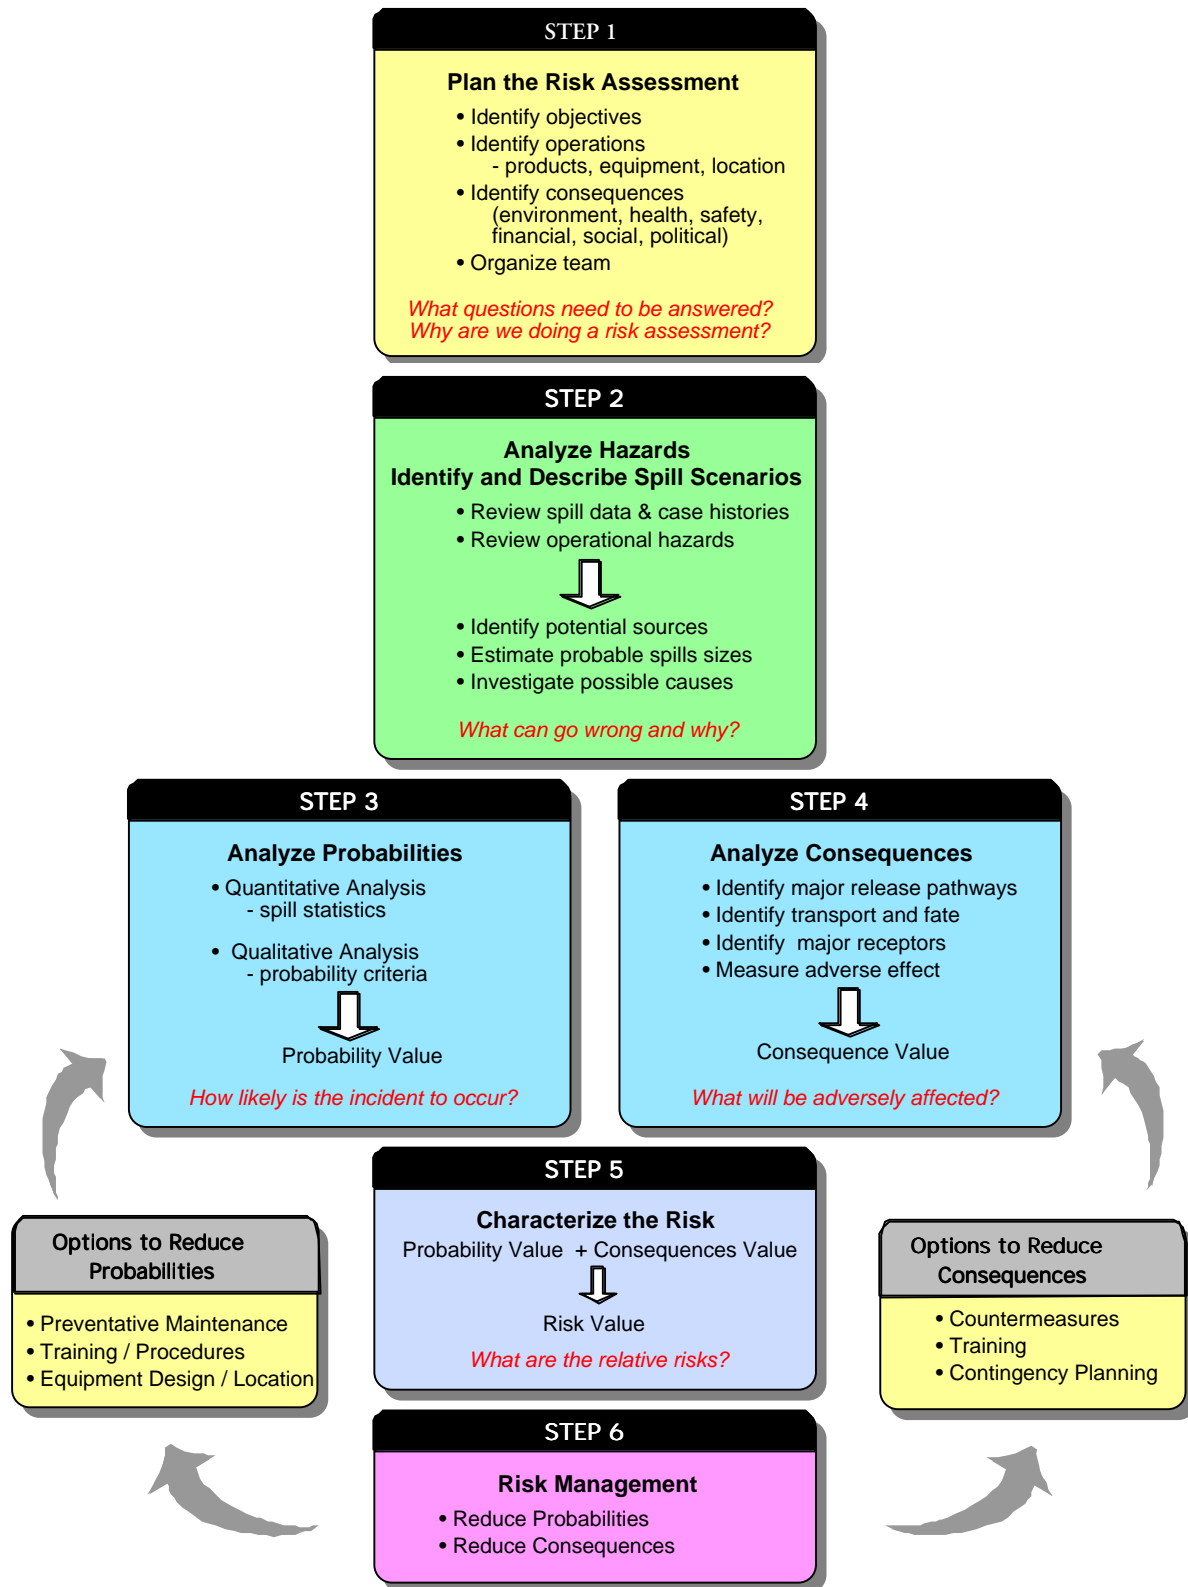 STEP 1
Plan the Risk Assessment
• Identify objectives
• Identify operations
- products, equipment, location
• Identify consequences
(environment, health, safety,
financial, social, political)
• Organize team
What questions need to be answered?
Why are we doing a risk assessment?
STEP 2
Analyze Hazards
Identify and Describe Spill Scenarios
• Review spill data & case histories
• Review operational hazards
• Identify potential sources
• Estimate probable spills sizes
• Investigate possible causes
What can go wrong and why?
STEP 3
Analyze Probabilities
• Quantitative Analysis
- spill statistics
• Qualitative Analysis
- probability criteria
Probability Value
How likely is the incident to occur?
STEP 4
Analyze Consequences
• Identify major release pathways
• Identify transport and fate
• Identify major receptors
• Measure adverse effect
Consequence Value
What will be adversely affected?
STEP 5
Characterize the Risk
Probability Value + Consequences Value
Risk Value
What are the relative risks?
Options to Reduce
Probabilities
• Preventative Maintenance
• Training / Procedures
• Equipment Design / Location
Options to Reduce
Consequences
• Countermeasures
• Training
• Contingency Planning
STEP 6
Risk Management
• Reduce Probabilities
• Reduce Consequences